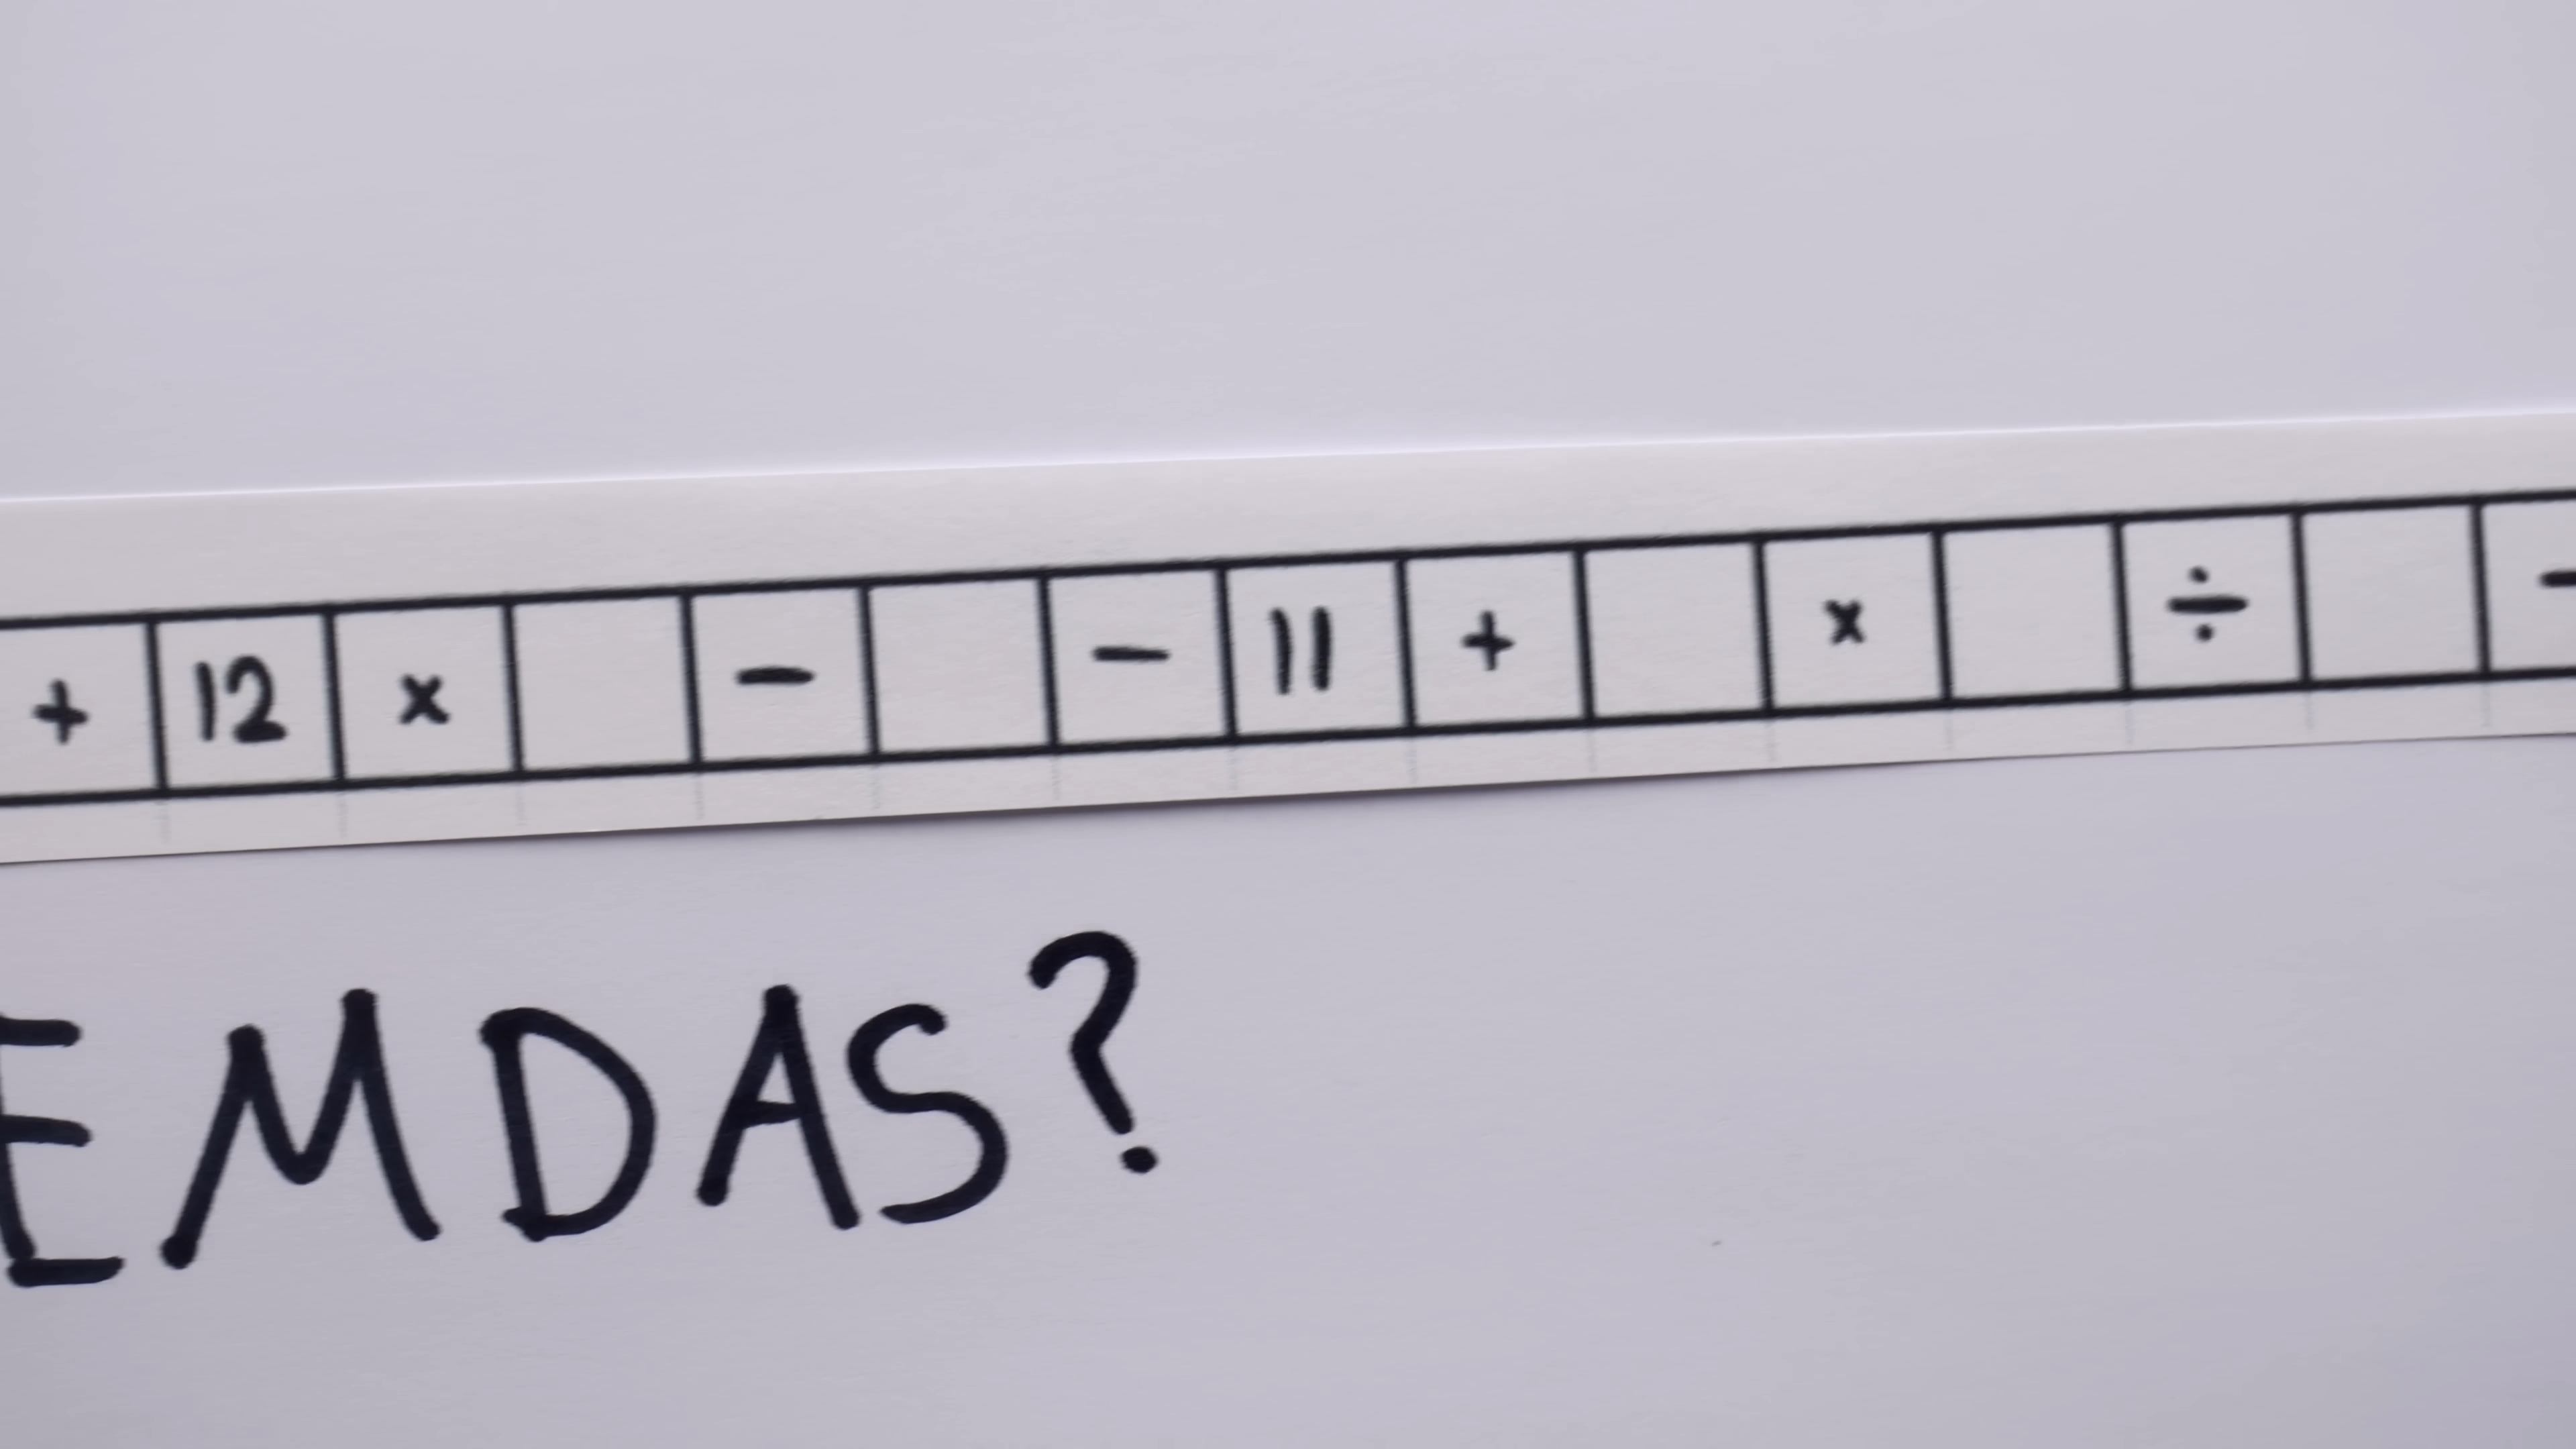 + 12 × - - 11 + × ÷ -
EMDAS?